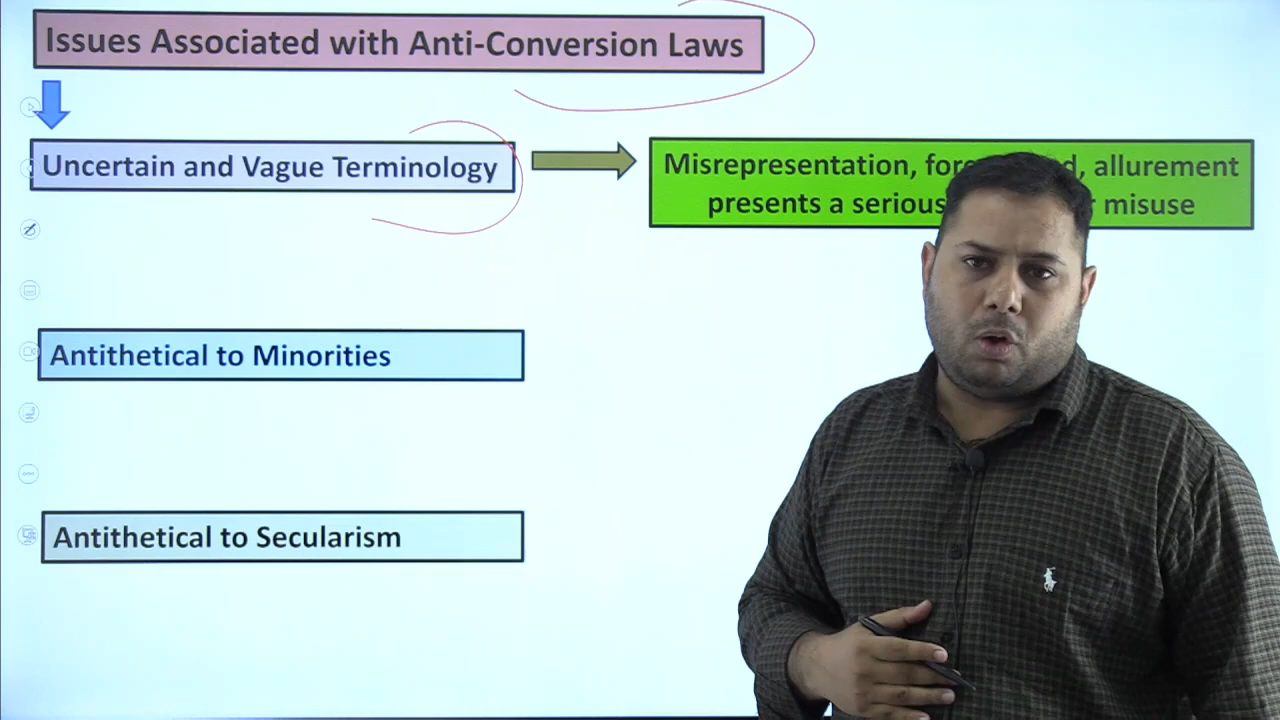 Issues Associated with Anti-Conversion Laws
Uncertain and Vague Terminology
Misrepresentation, allurement
presents a serious misuse
Antithetical to Minorities
Antithetical to Secularism